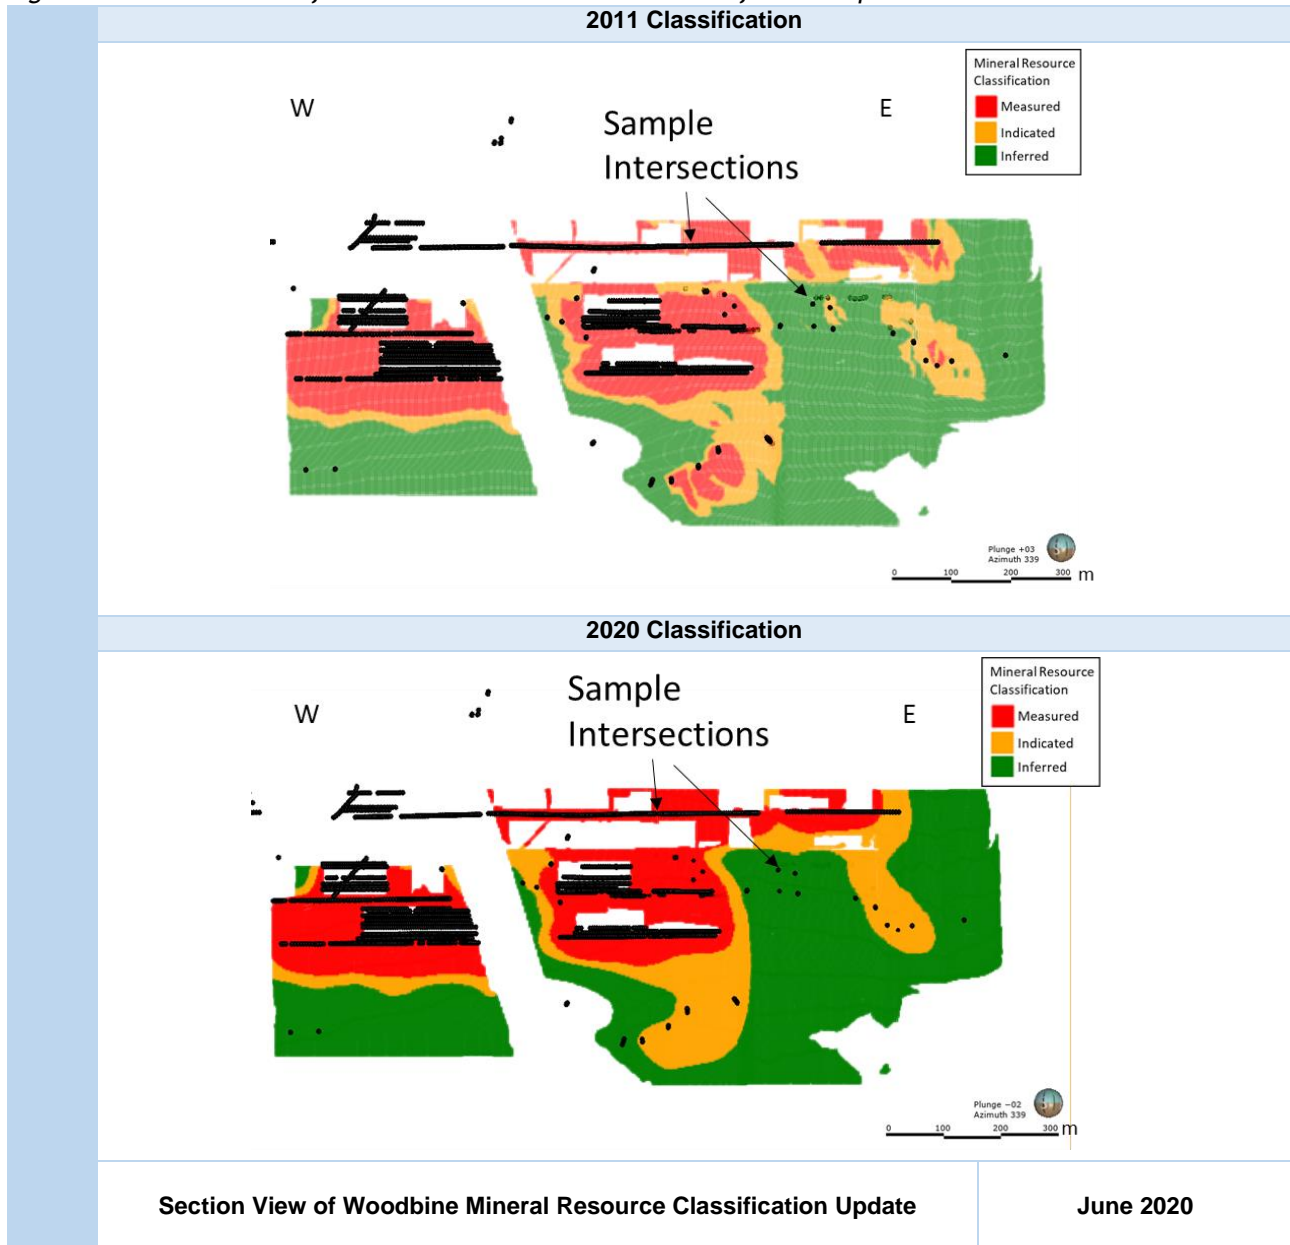 2011 Classification
Mineral Resource
Classification
Measured
Indicated
Inferred
W
E
Sample
Intersections
Plunge +03
Azimuth 339
0 100 200 300 m
2020 Classification
Mineral Resource
Classification
Measured
Indicated
Inferred
Sample
Intersections
W
E
Plunge −02
Azimuth 339
0 100 200 300 m
Section View of Woodbine Mineral Resource Classification Update
June 2020